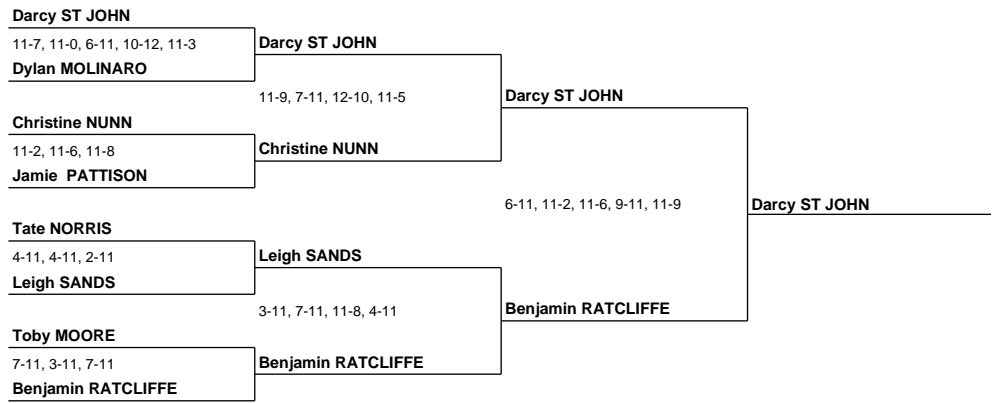 Darcy ST JOHN
11-7, 11-0, 6-11, 10-12, 11-3
Dylan MOLINARO
Darcy ST JOHN
11-9, 7-11, 12-10, 11-5
Christine NUNN
11-2, 11-6, 11-8
Jamie PATTISON
Christine NUNN
Darcy ST JOHN
6-11, 11-2, 11-6, 9-11, 11-9
Darcy ST JOHN
Tate NORRIS
4-11, 4-11, 2-11
Leigh SANDS
Leigh SANDS
3-11, 7-11, 11-8, 4-11
Benjamin RATCLIFFE
Toby MOORE
7-11, 3-11, 7-11
Benjamin RATCLIFFE
Benjamin RATCLIFFE